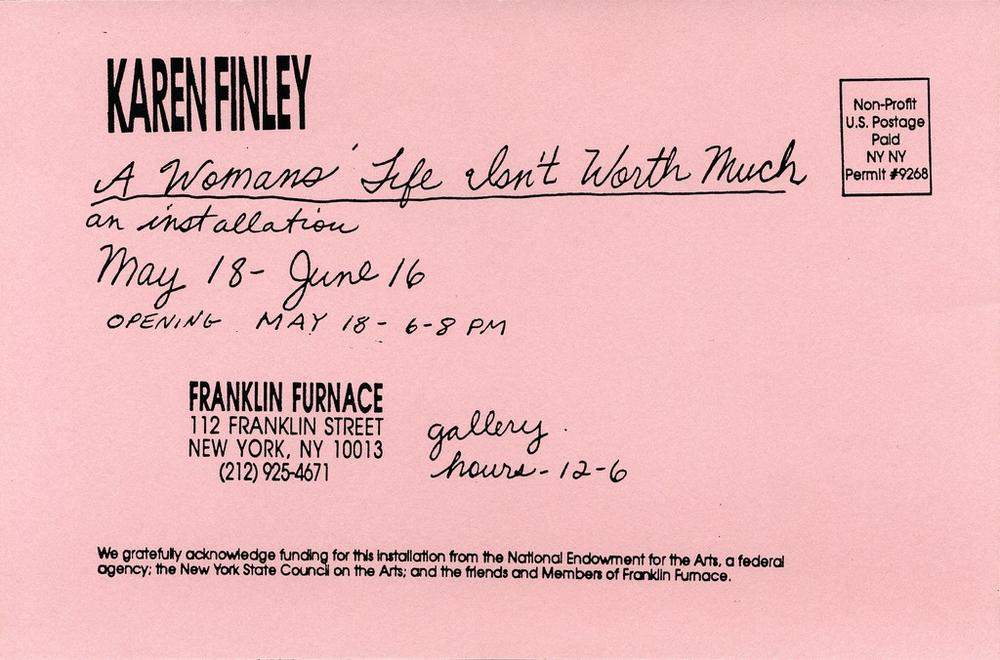 KAREN FINLEY
A Womans' Life Isn't Worth Much
an installation
May 18- June 16
OPENING MAY 18- 6-8 PM
Non-Profit
U.S. Postage
Paid
NY NY
Permit #9268
FRANKLIN FURNACE
112 FRANKLIN STREET
NEW YORK, NY 10013
(212) 925-4671
gallery
hours- 12-6
We gratefully acknowledge funding for this installation from the National Endowment for the Arts, a federal
agency; the New York State Council on the Arts; and the friends and Members of Franklin Furnace.